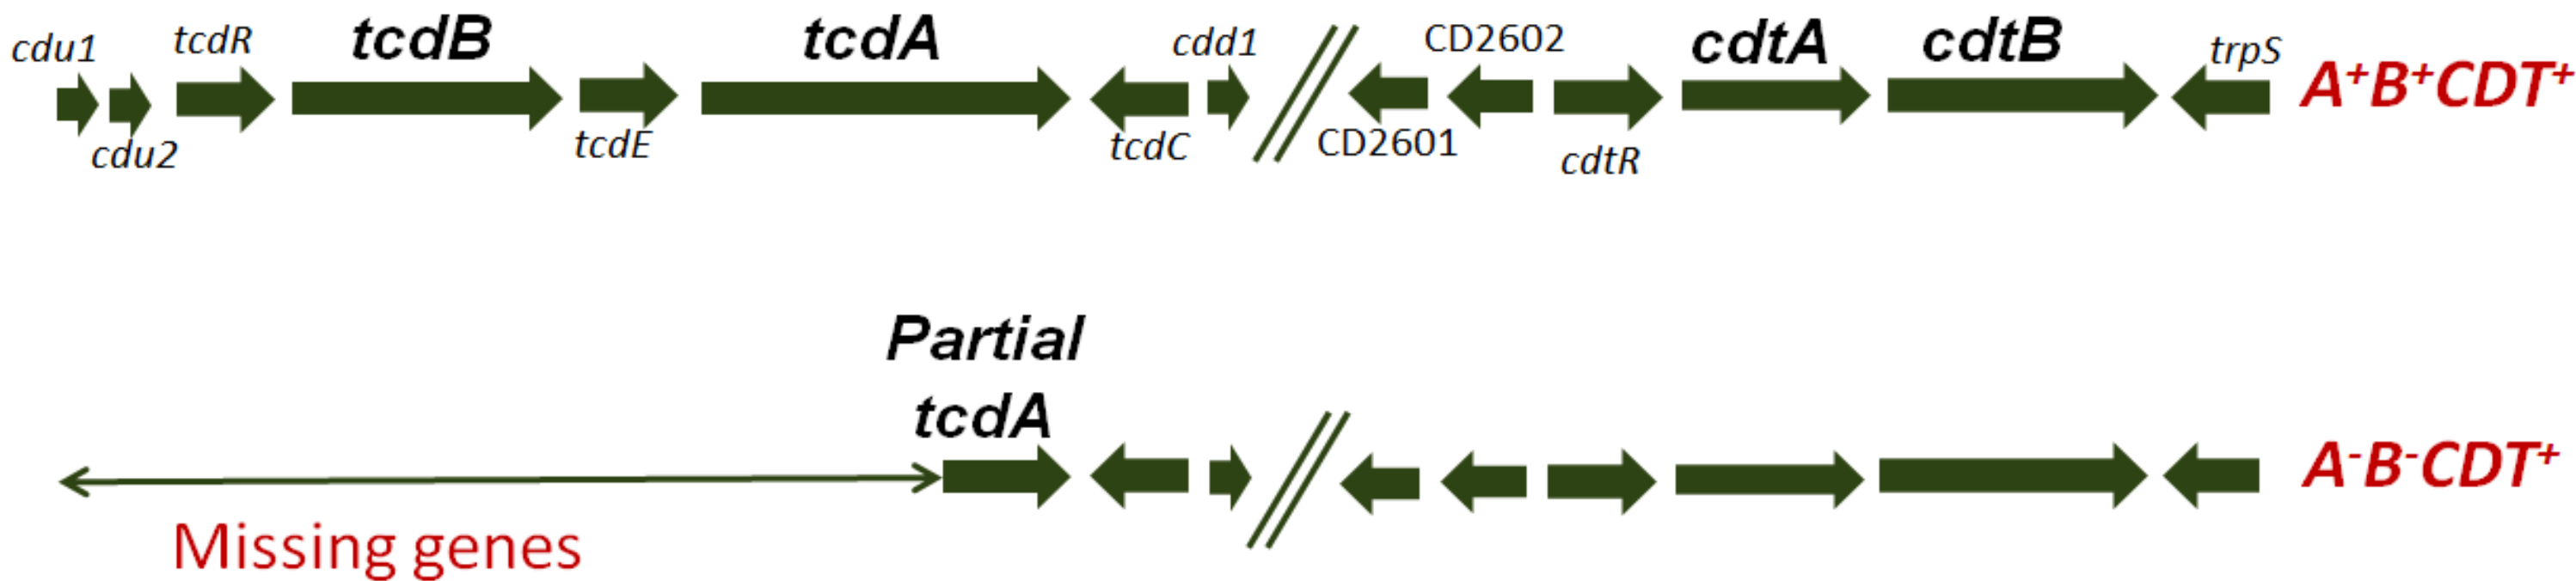 cdu1
cdu2
tcdR
tcdB
tcdE
tcdA
tcdC
cdd1
CD2601
CD2602
cdtR
cdtA
cdtB
trpS
A⁺B⁺CDT⁺
Partial
tcdA
Missing genes
A⁻B⁻CDT⁺